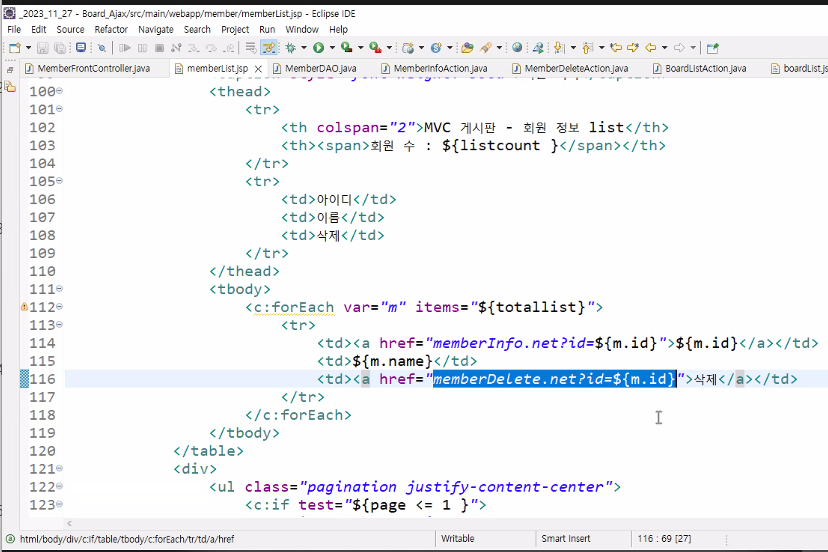 _2023_11_27 - Board_Ajax/src/main/webapp/member/memberList.jsp - Eclipse IDE
File Edit Source Refactor Navigate Search Project Run Window Help
MemberFrontController.java memberList.jsp MemberDAO.java MemberInfoAction.java MemberDeleteAction.java BoardListAction.java boardList.js
100 <thead>
101 <tr>
102 <th colspan="2">MVC 게시판 - 회원 정보 list</th>
103 <th><span>회원 수 : ${listcount }</span></th>
104 </tr>
105 <tr>
106 <td>아이디</td>
107 <td>이름</td>
108 <td>삭제</td>
109 </tr>
110 </thead>
111 <tbody>
112 <c:forEach var="m" items="${totallist}">
113 <tr>
114 <td><a href="memberInfo.net?id=${m.id}">${m.id}</a></td>
115 <td>${m.name}</td>
116 <td><a href="memberDelete.net?id=${m.id}">삭제</a></td>
117 </tr>
118 </c:forEach>
119 </tbody>
120 </table>
121 <div>
122 <ul class="pagination justify-content-center">
123 <c:if test="${page <= 1 }">
html/body/div/c:if/table/tbody/c:forEach/tr/td/a/href Writable Smart Insert 116 : 69 [27]